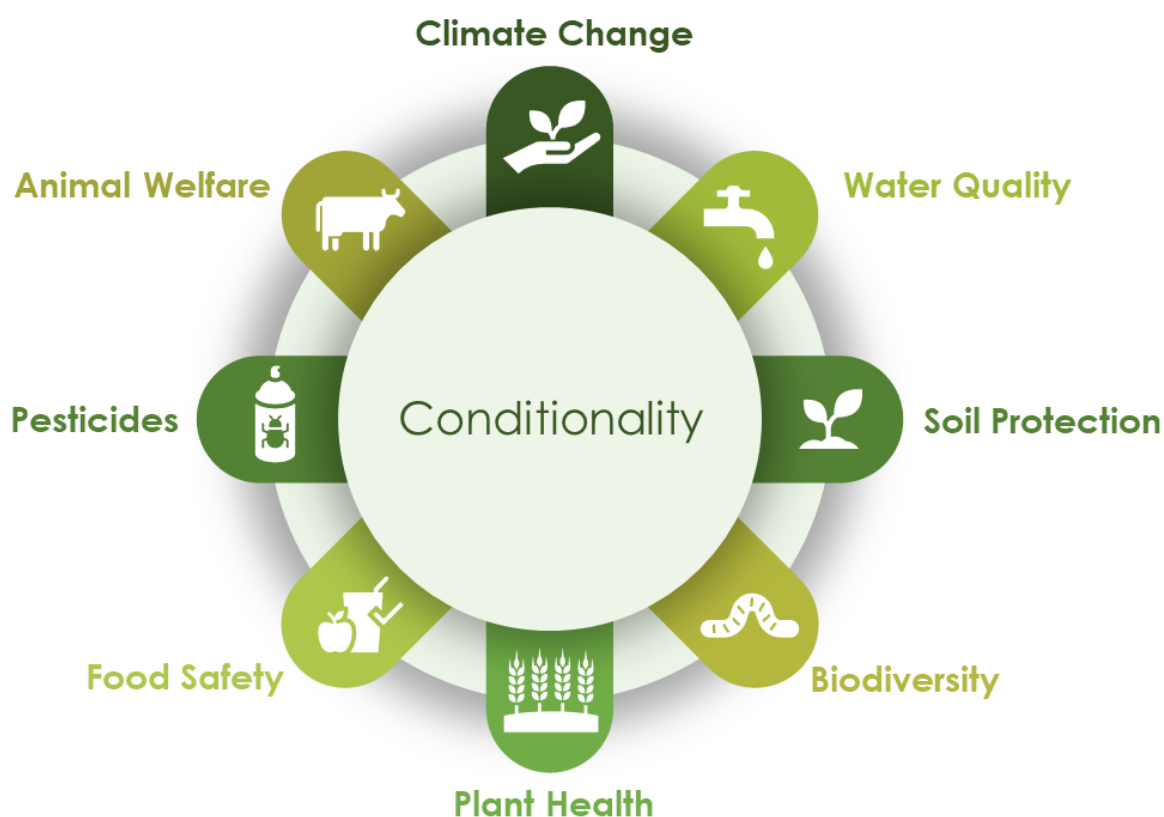 Climate Change
Animal Welfare
Water Quality
Pesticides
Conditionality
Soil Protection
Food Safety
Biodiversity
Plant Health